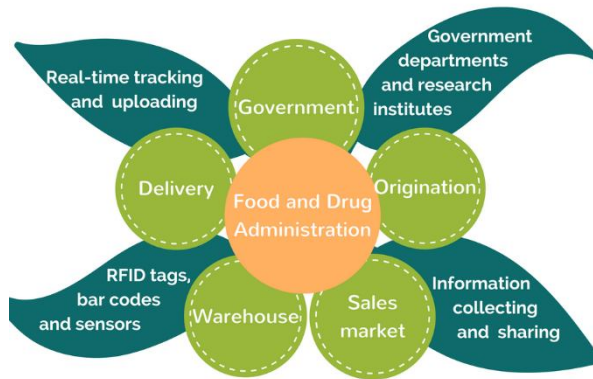 Real-time tracking
and uploading
Government
Government
departments
and research
institutes
Delivery
Food and Drug
Administration
Origination
RFID tags,
bar codes
and sensors
Warehouse
Sales
market
Information
collecting
and sharing